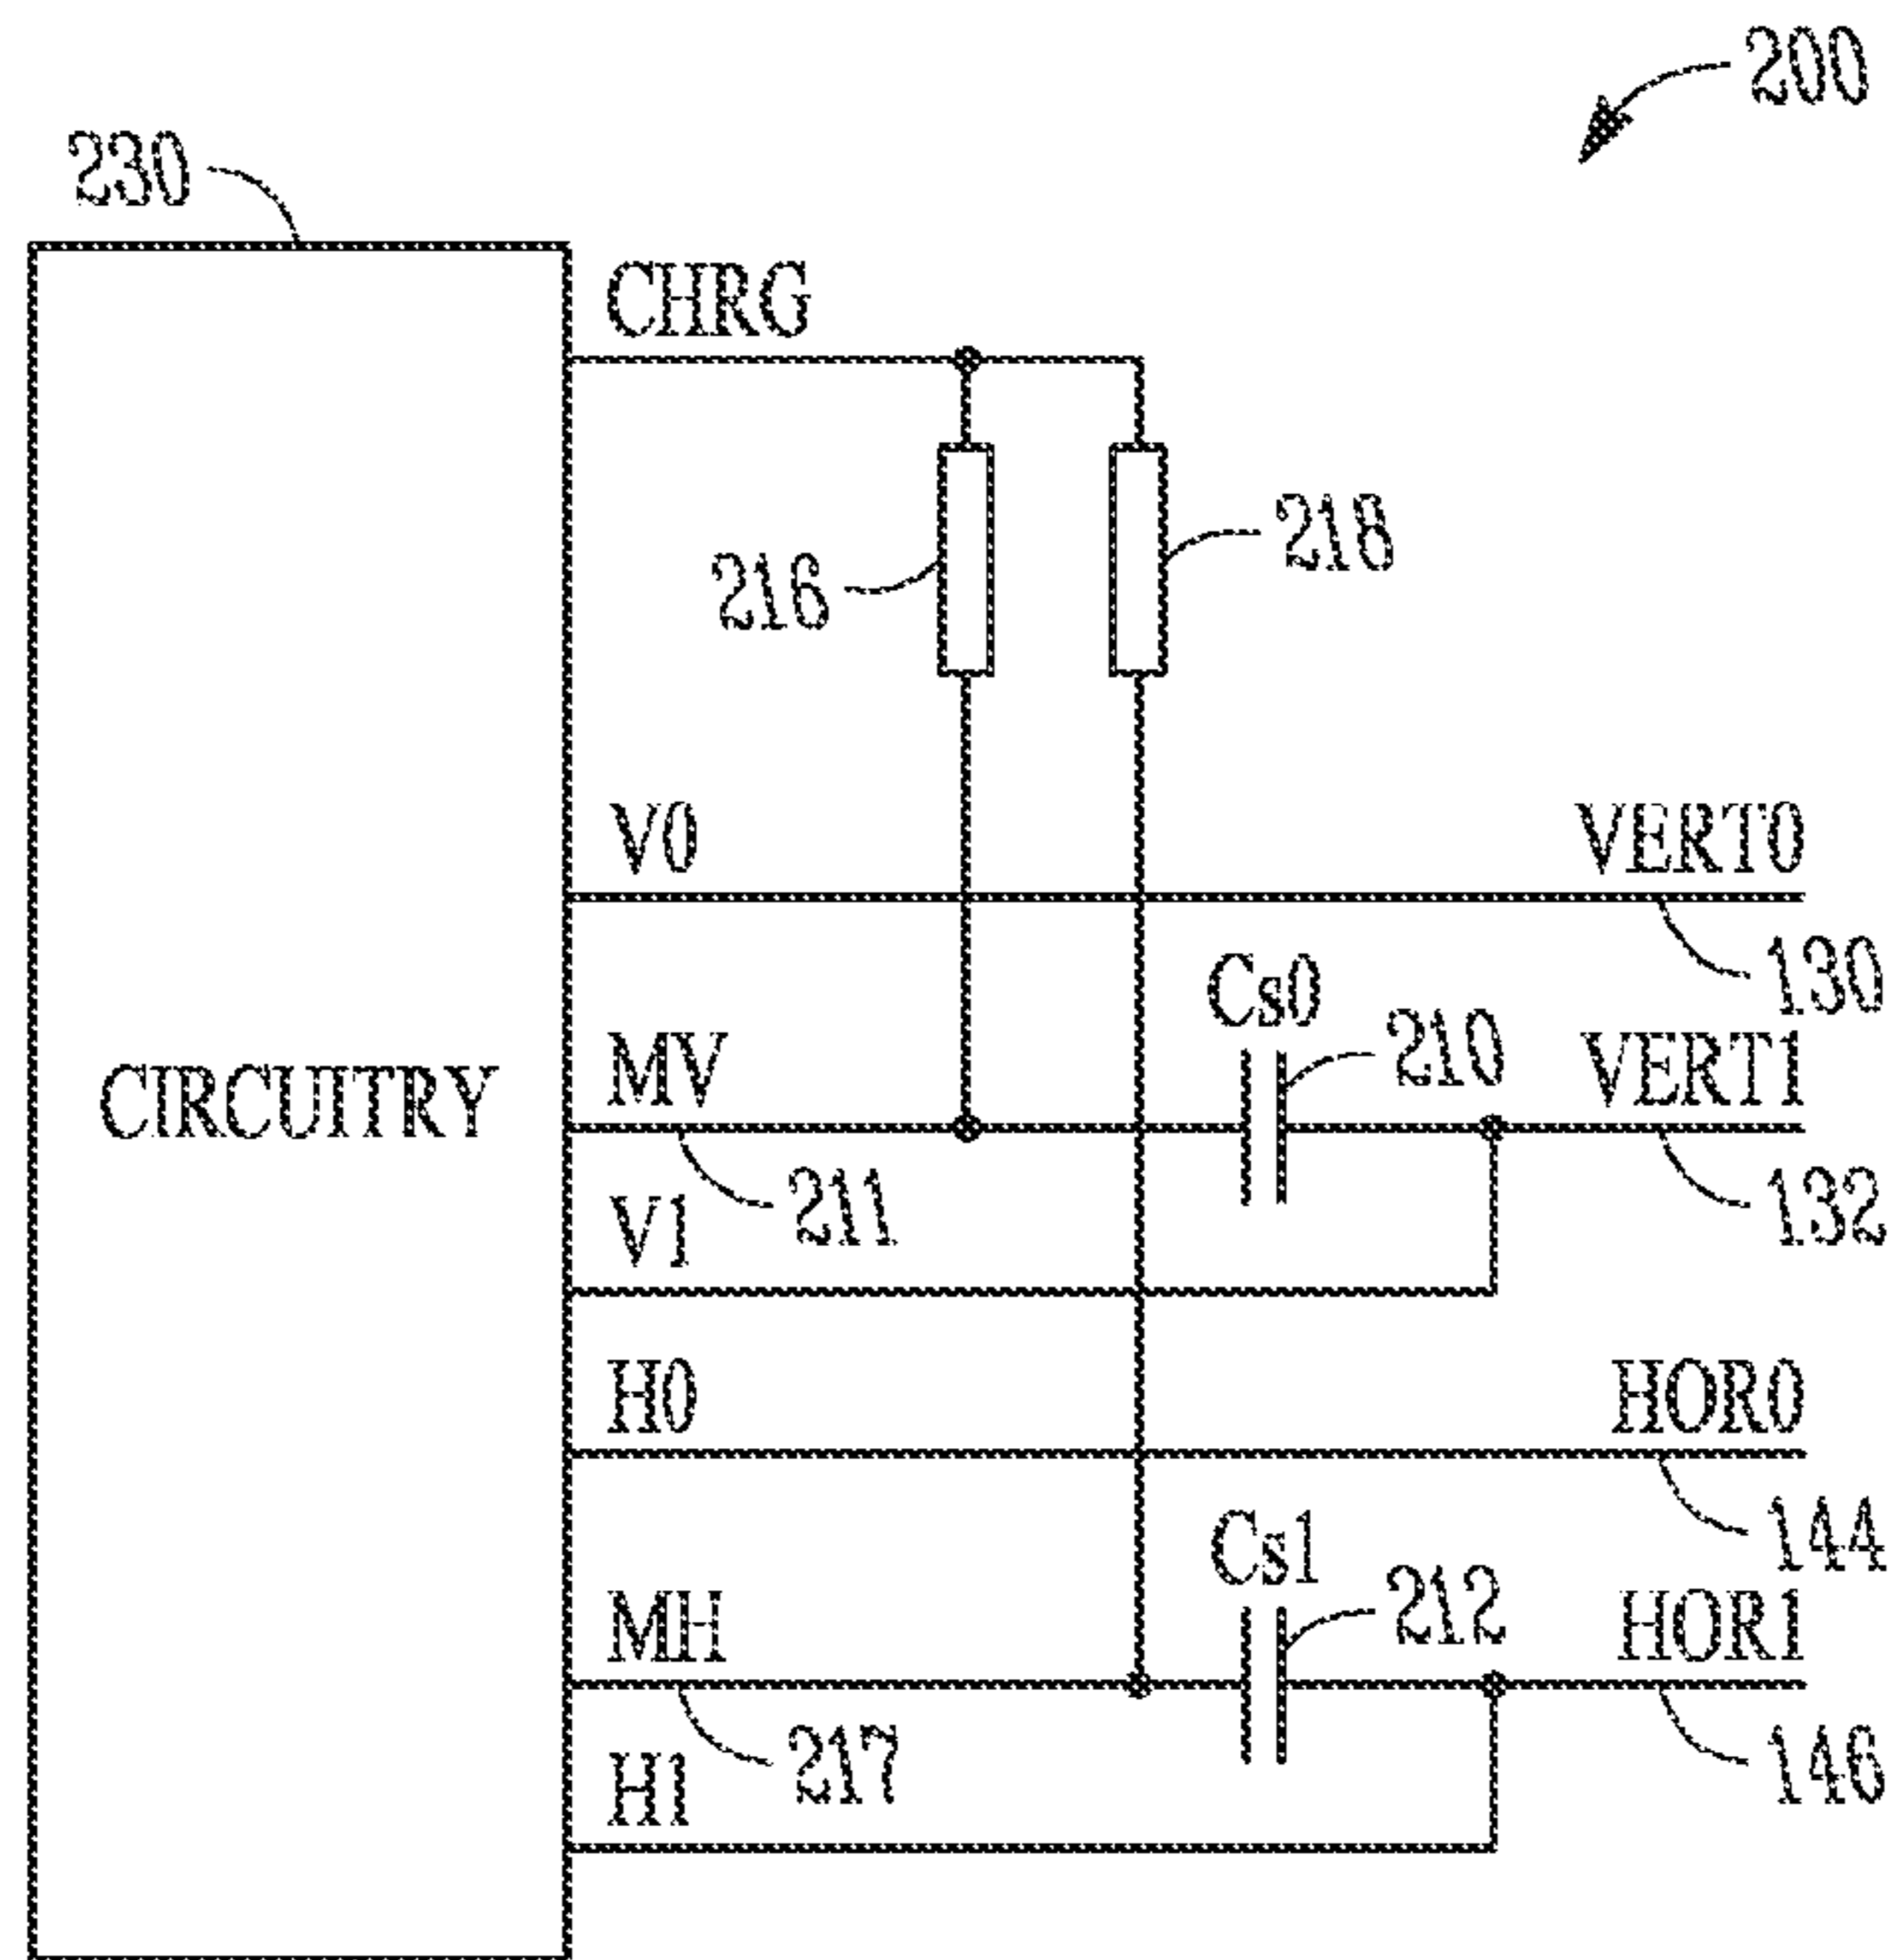 200
230
CHRG
216
218
V0
VERT0
130
Cs0
MV
210
VERT1
CIRCUITRY
211
132
V1
H0
HOR0
144
Cs1
MH
212
HOR1
217
146
H1